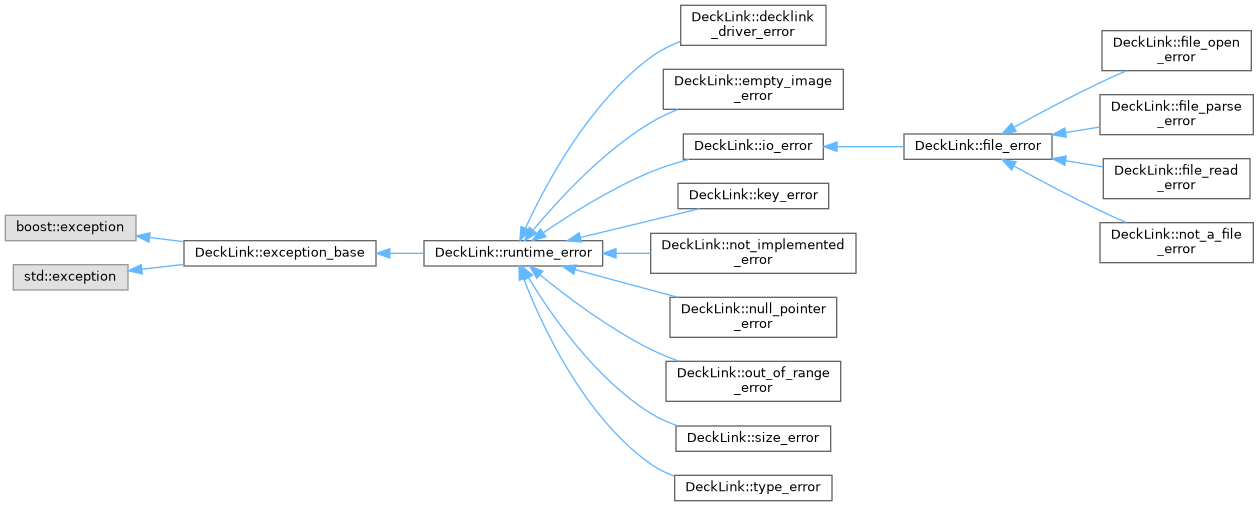 boost::exception
std::exception
DeckLink::exception_base
DeckLink::runtime_error
DeckLink::decklink
_driver_error
DeckLink::empty_image
_error
DeckLink::io_error
DeckLink::key_error
DeckLink::not_implemented
_error
DeckLink::null_pointer
_error
DeckLink::out_of_range
_error
DeckLink::size_error
DeckLink::type_error
DeckLink::file_error
DeckLink::file_open
_error
DeckLink::file_parse
_error
DeckLink::file_read
_error
DeckLink::not_a_file
_error